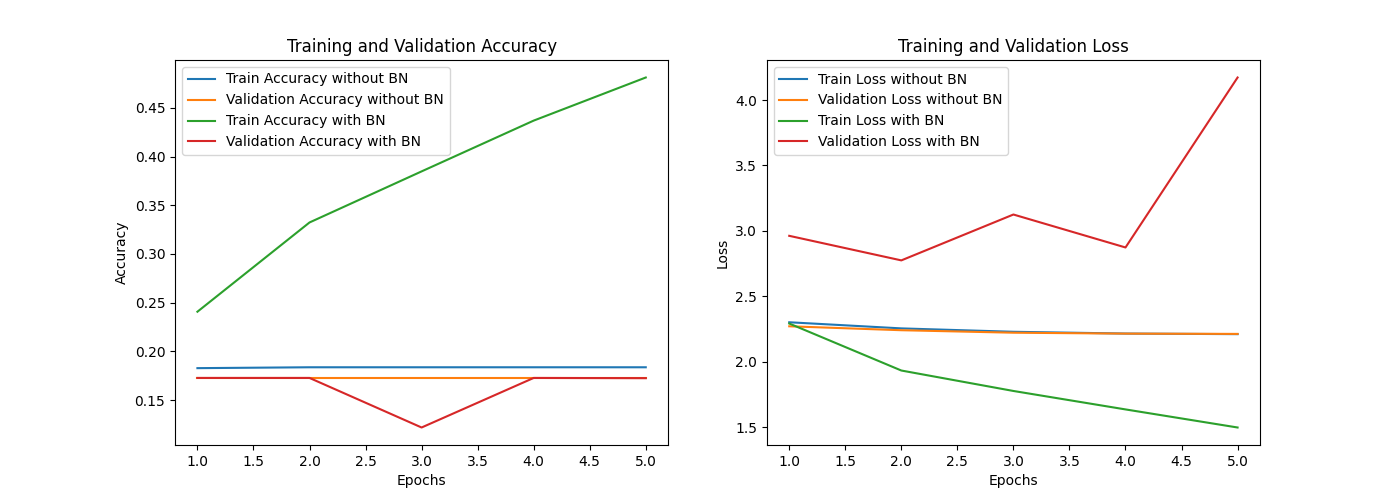 Training and Validation Accuracy
Train Accuracy without BN
Validation Accuracy without BN
Train Accuracy with BN
Validation Accuracy with BN
Accuracy
0.45
0.40
0.35
0.30
0.25
0.20
0.15
1.0 1.5 2.0 2.5 3.0 3.5 4.0 4.5 5.0
Epochs
Training and Validation Loss
Train Loss without BN
Validation Loss without BN
Train Loss with BN
Validation Loss with BN
Loss
4.0
3.5
3.0
2.5
2.0
1.5
1.0 1.5 2.0 2.5 3.0 3.5 4.0 4.5 5.0
Epochs